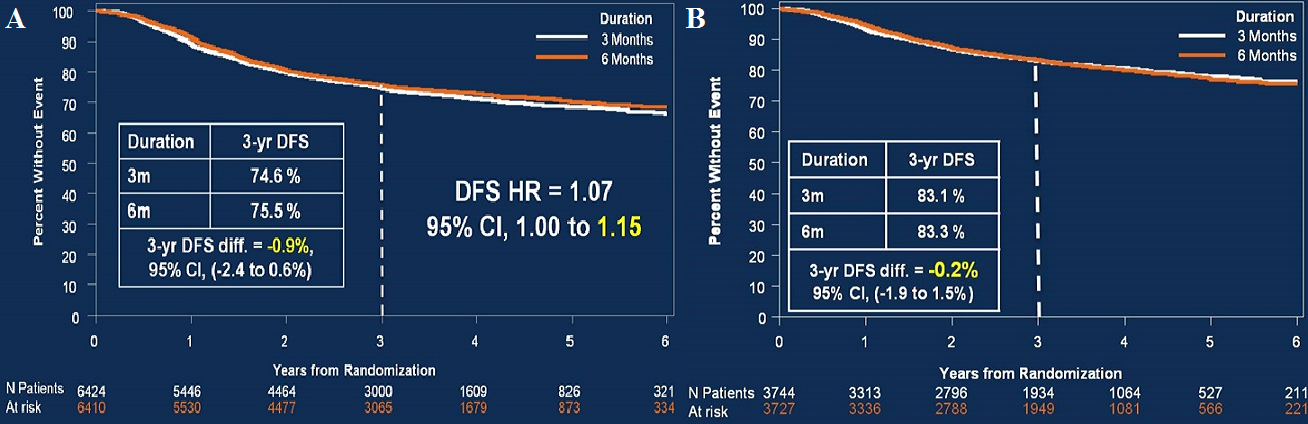 A
100
90
80
70
60
50
40
30
20
10
0
Percent Without Event
Duration
3 Months
6 Months
Duration 3-yr DFS
3m 74.6 %
6m 75.5 %
3-yr DFS diff. = -0.9%,
95% CI, (-2.4 to 0.6%)
DFS HR = 1.07
95% CI, 1.00 to 1.15
0 1 2 3 4 5 6
Years from Randomization
N Patients 6424 5446 4464 3000 1609 826 321
At risk 6410 5530 4477 3065 1679 873 334
B
100
90
80
70
60
50
40
30
20
10
0
Percent Without Event
Duration
3 Months
6 Months
Duration 3-yr DFS
3m 83.1 %
6m 83.3 %
3-yr DFS diff. = -0.2%
95% CI, (-1.9 to 1.5%)
0 1 2 3 4 5 6
Years from Randomization
N Patients 3744 3313 2796 1934 1064 527 211
At risk 3727 3336 2788 1949 1081 566 221